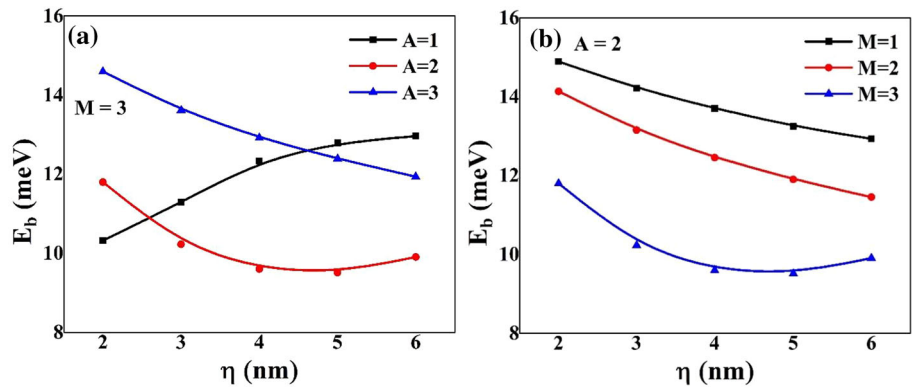 (a)
A=1
A=2
A=3
M = 3
16
14
12
10
8
2 3 4 5 6
E_b (meV)
η (nm)
(b)
A = 2
M=1
M=2
M=3
16
14
12
10
8
2 3 4 5 6
E_b (meV)
η (nm)